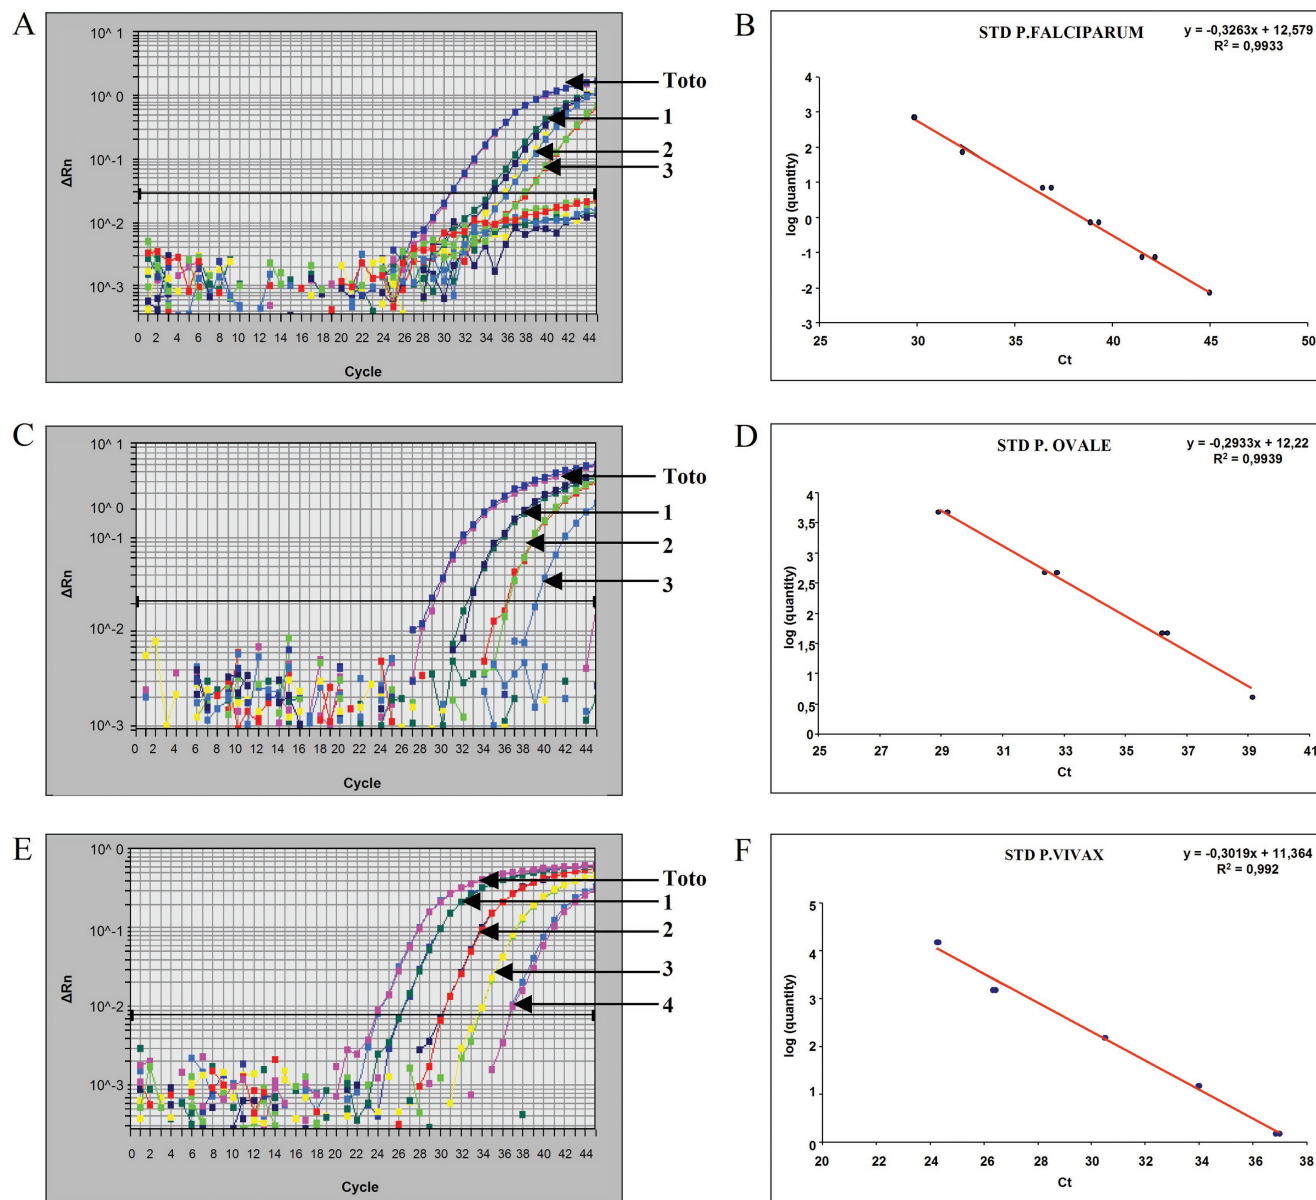 A
10^ 1
10^ 0
10^ -1
10^ -2
10^ -3
ΔRn
0 2 4 6 8 10 12 14 16 18 20 22 24 26 28 30 32 34 36 38 40 42 44
Cycle
Toto
1
2
3
B
STD P.FALCIPARUM
y = -0,3263x + 12,579
R² = 0,9933
4
3
2
1
0
-1
-2
-3
log (quantity)
25 30 35 40 45 50
Ct
C
10^ 1
10^ 0
10^ -1
10^ -2
10^ -3
ΔRn
0 2 4 6 8 10 12 14 16 18 20 22 24 26 28 30 32 34 36 38 40 42 44
Cycle
Toto
1
2
3
D
STD P. OVALE
y = -0,2933x + 12,22
R² = 0,9939
4
3,5
3
2,5
2
1,5
1
0,5
0
log (quantity)
25 27 29 31 33 35 37 39 41
Ct
E
10^ 0
10^ -1
10^ -2
10^ -3
ΔRn
0 2 4 6 8 10 12 14 16 18 20 22 24 26 28 30 32 34 36 38 40 42 44
Cycle
Toto
1
2
3
4
F
STD P.VIVAX
y = -0,3019x + 11,364
R² = 0,992
5
4
3
2
1
0
log (quantity)
20 22 24 26 28 30 32 34 36 38
Ct